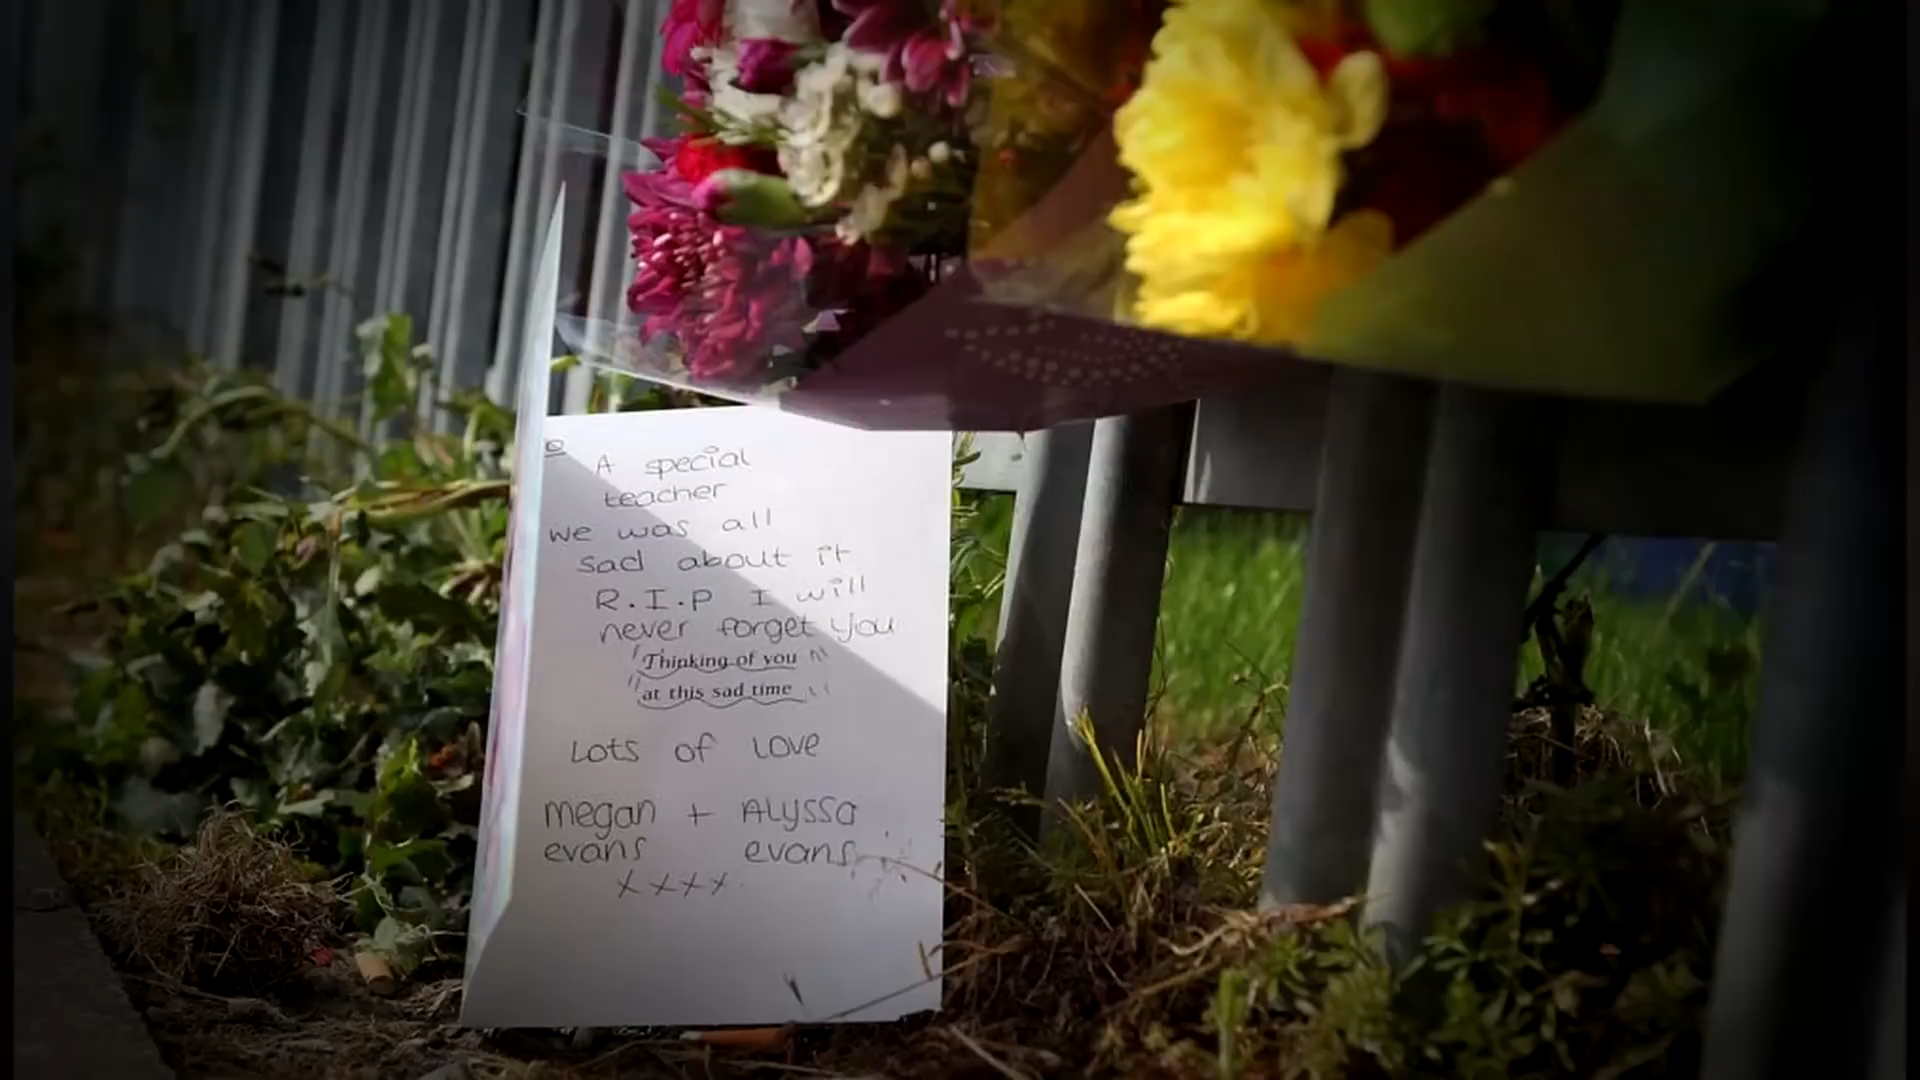 A special
teacher
we was all
sad about it
R.I.P I will
never forget you
"Thinking of you"
"at this sad time"
Lots of Love
megan + Alyssa
evans evans
xxxx